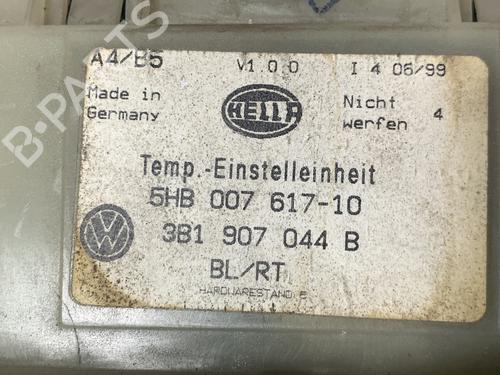 A4/B5 V1 0.0 I 4 06/99
Made in Germany
HELLA
Nicht werfen 4
Temp.-Einstelleinheit
5HB 007 617-10
3B1 907 044 B
BL/RT
HARDWARESTAND
B-PARTS